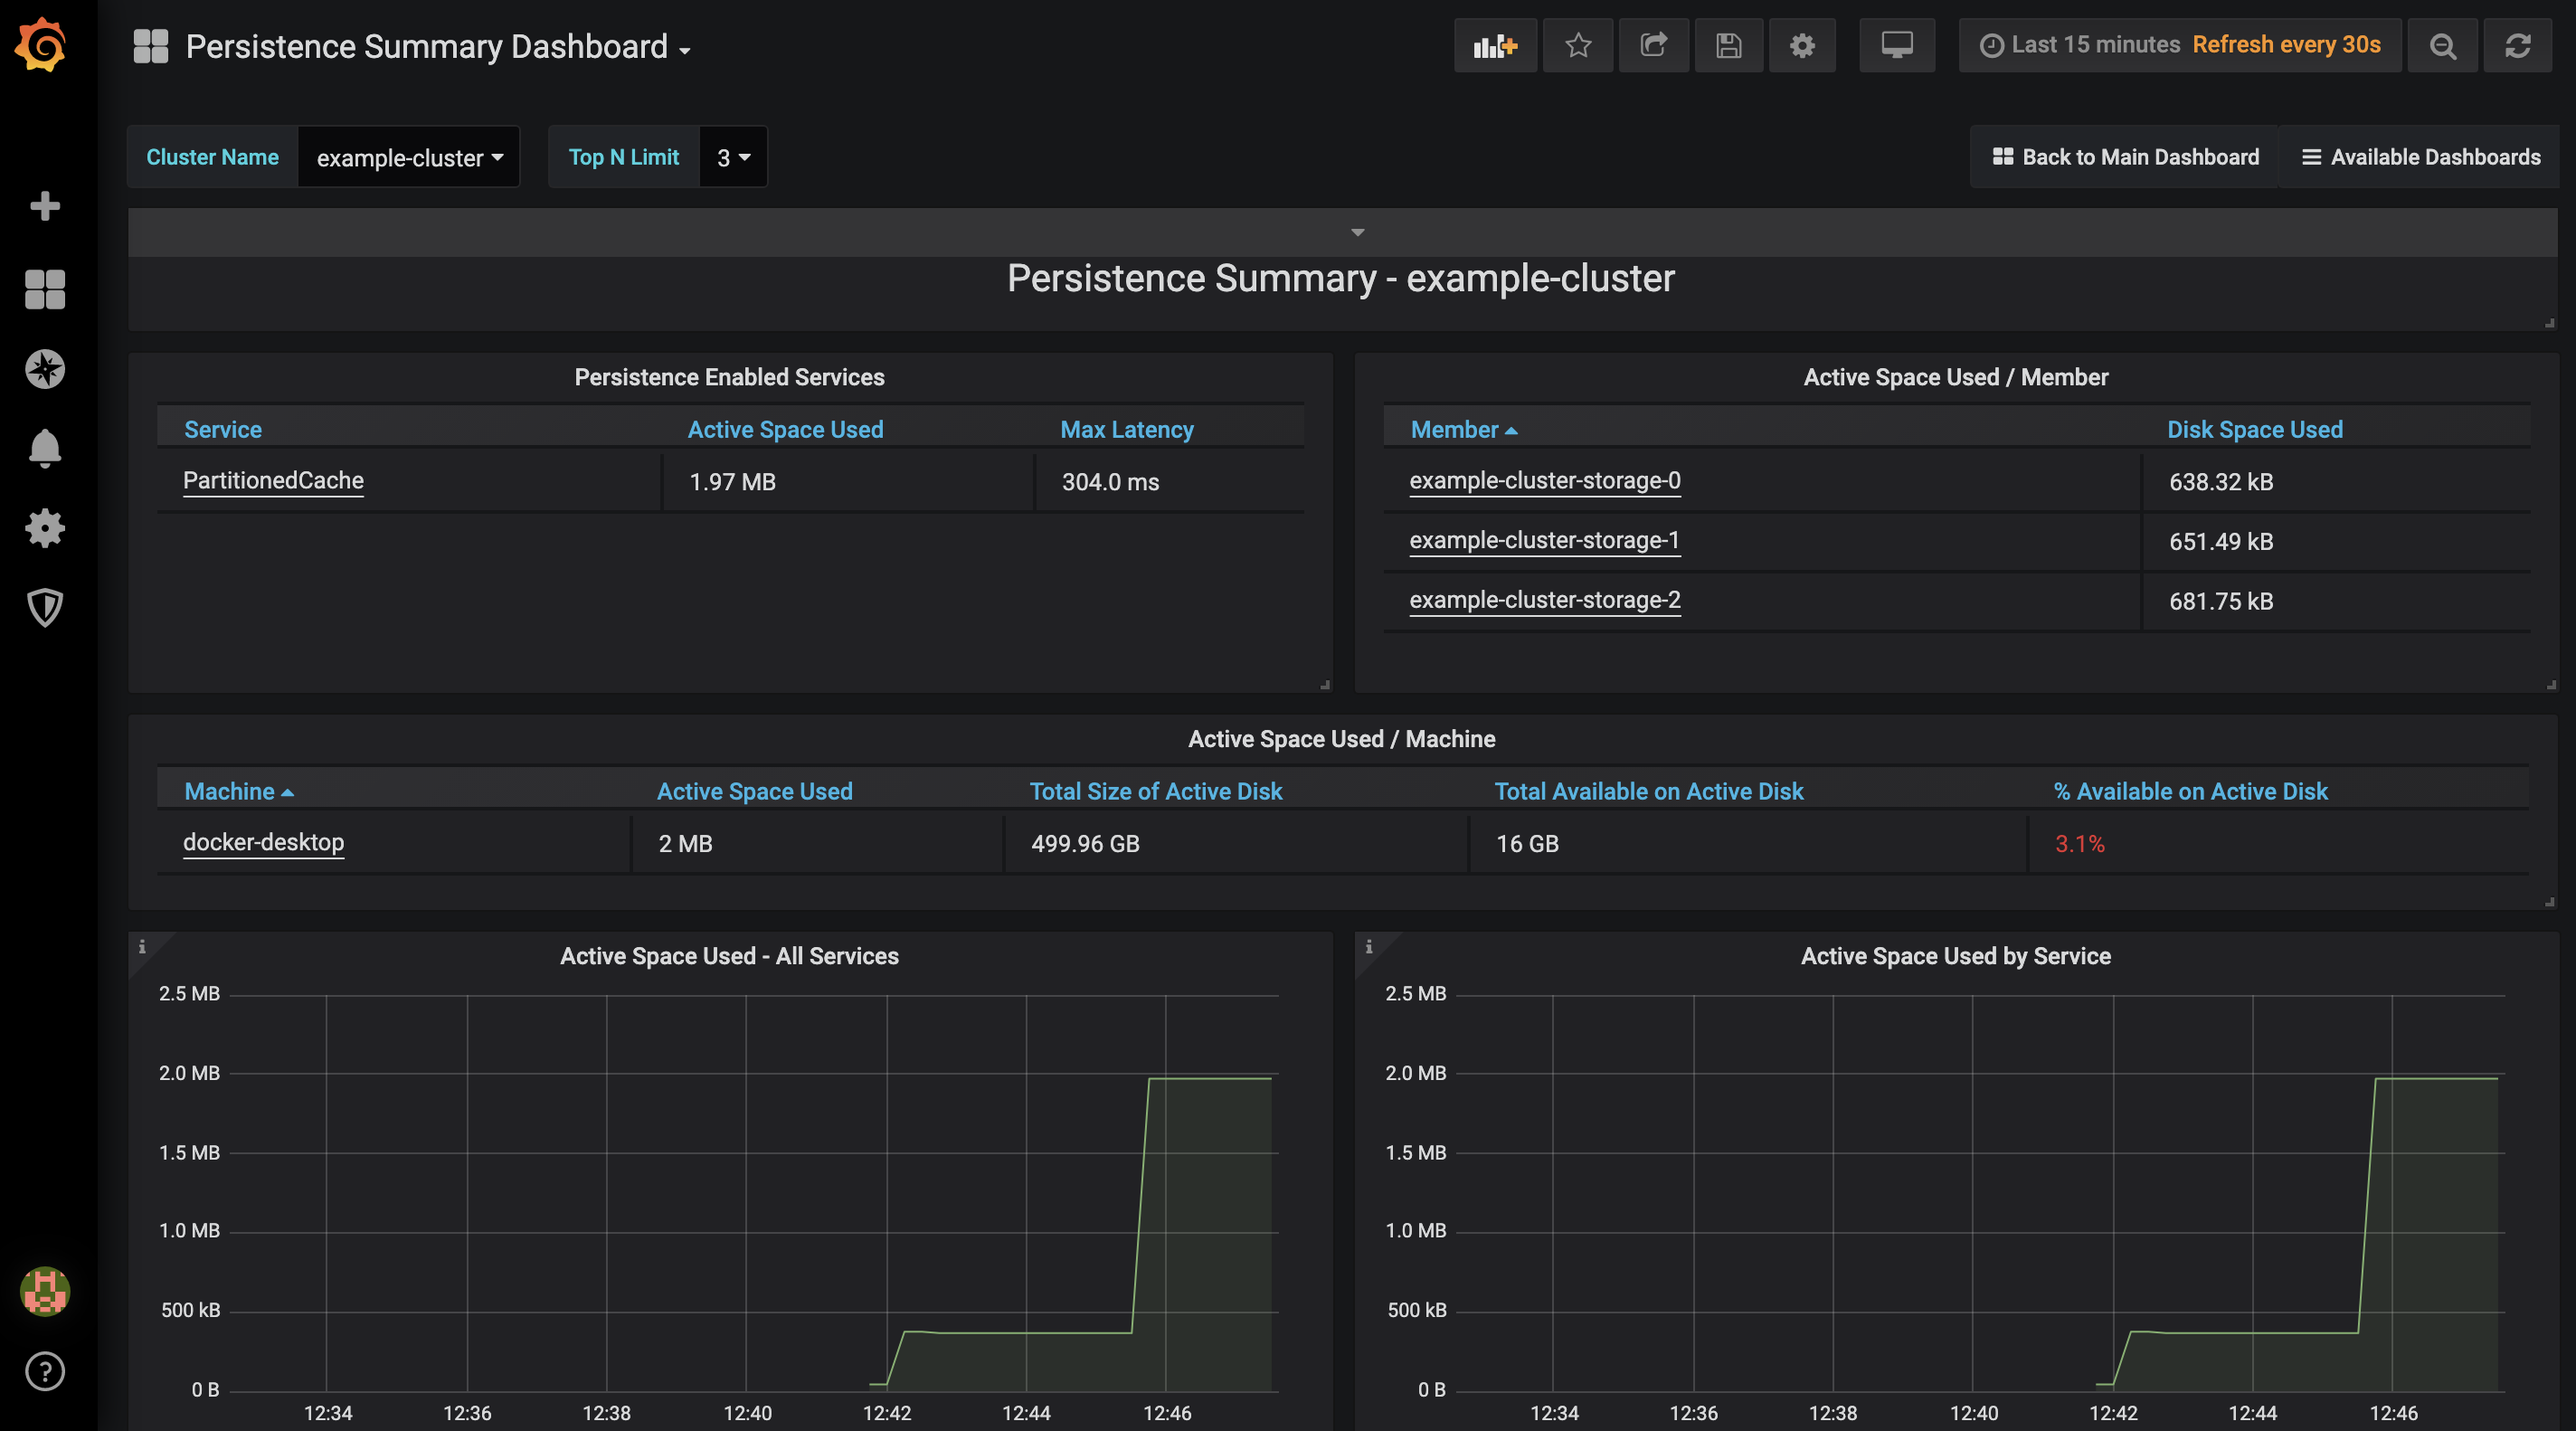 Persistence Summary Dashboard
Last 15 minutes Refresh every 30s
Cluster Name example-cluster Top N Limit 3 Back to Main Dashboard Available Dashboards
Persistence Summary - example-cluster
Persistence Enabled Services
Service Active Space Used Max Latency
PartitionedCache 1.97 MB 304.0 ms
Active Space Used / Member
Member Disk Space Used
example-cluster-storage-0 638.32 kB
example-cluster-storage-1 651.49 kB
example-cluster-storage-2 681.75 kB
Active Space Used / Machine
Machine Active Space Used Total Size of Active Disk Total Available on Active Disk % Available on Active Disk
docker-desktop 2 MB 499.96 GB 16 GB 3.1%
Active Space Used - All Services
2.5 MB
2.0 MB
1.5 MB
1.0 MB
500 kB
0 B
12:34 12:36 12:38 12:40 12:42 12:44 12:46
Active Space Used by Service
2.5 MB
2.0 MB
1.5 MB
1.0 MB
500 kB
0 B
12:34 12:36 12:38 12:40 12:42 12:44 12:46